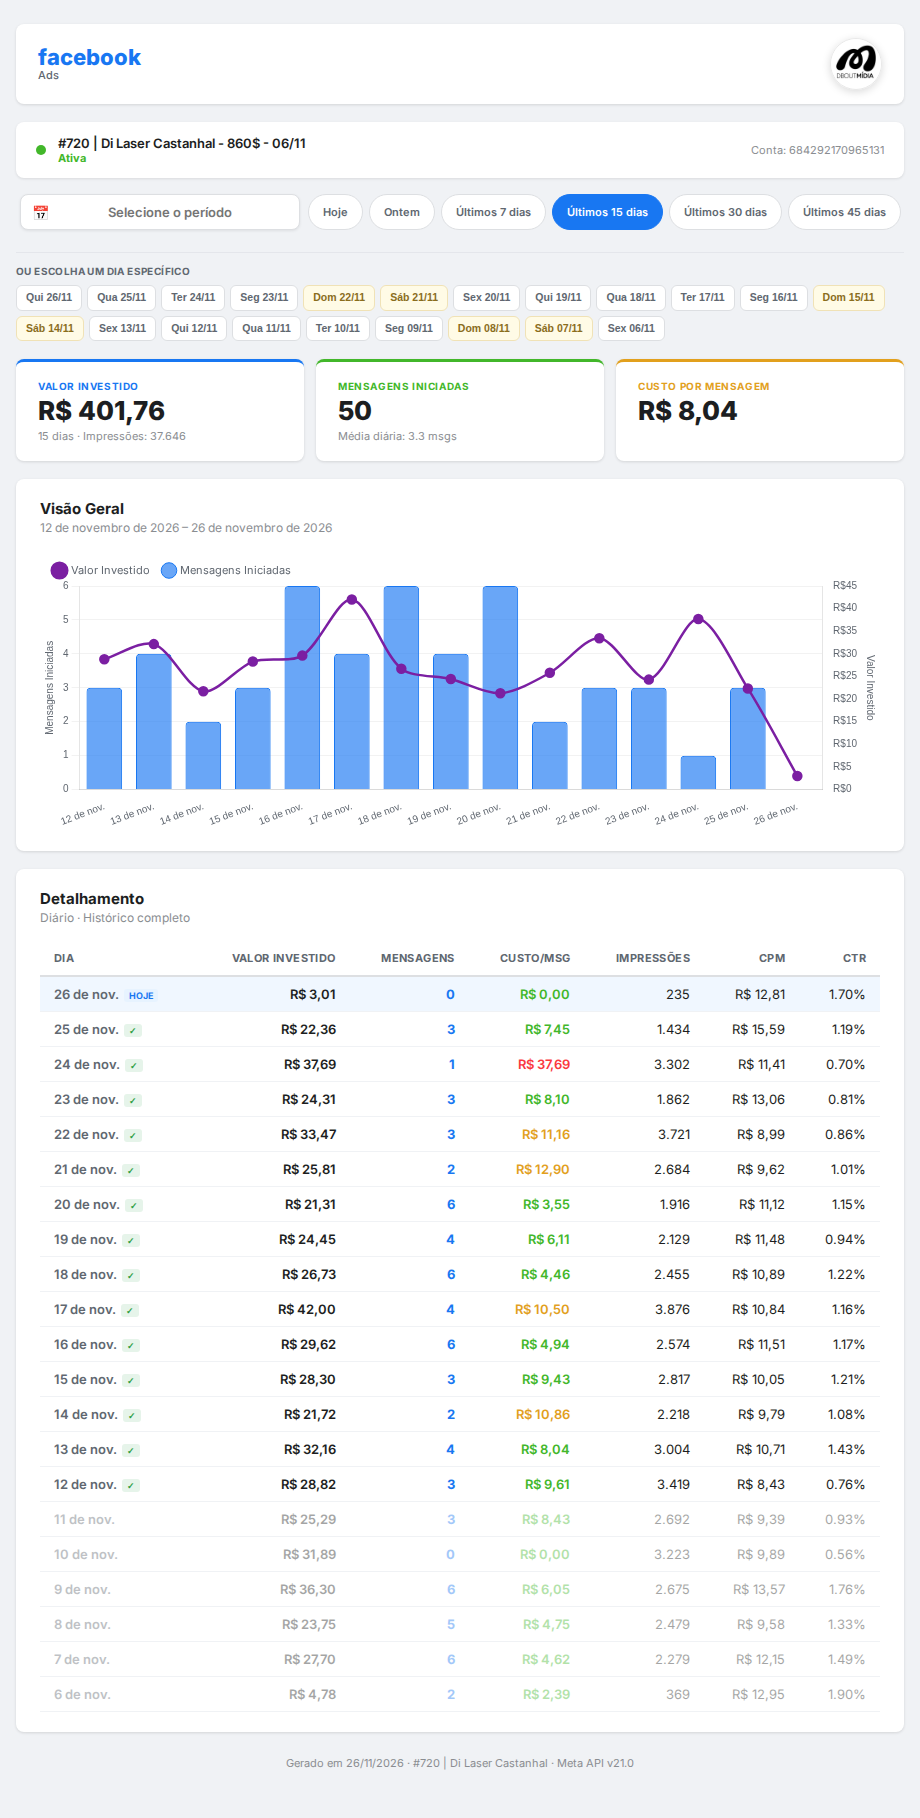 facebook
Ads
DBOUTMÍDIA
#720 | Di Laser Castanhal - 860$ - 06/11
Ativa
Conta: 684292170965131
Selecione o período
Hoje
Ontem
Últimos 7 dias
Últimos 15 dias
Últimos 30 dias
Últimos 45 dias
OU ESCOLHA UM DIA ESPECÍFICO
Qui 26/11 Qua 25/11 Ter 24/11 Seg 23/11 Dom 22/11 Sáb 21/11 Sex 20/11 Qui 19/11 Qua 18/11 Ter 17/11 Seg 16/11 Dom 15/11
Sáb 14/11 Sex 13/11 Qui 12/11 Qua 11/11 Ter 10/11 Seg 09/11 Dom 08/11 Sáb 07/11 Sex 06/11
VALOR INVESTIDO
R$ 401,76
15 dias · Impressões: 37.646
MENSAGENS INICIADAS
50
Média diária: 3.3 msgs
CUSTO POR MENSAGEM
R$ 8,04
Visão Geral
12 de novembro de 2026 – 26 de novembro de 2026
Valor Investido Mensagens Iniciadas
Mensagens Iniciadas
6
5
4
3
2
1
0
R$45
R$40
R$35
R$30
R$25
R$20
R$15
R$10
R$5
R$0
Valor Investido
12 de nov. 13 de nov. 14 de nov. 15 de nov. 16 de nov. 17 de nov. 18 de nov. 19 de nov. 20 de nov. 21 de nov. 22 de nov. 23 de nov. 24 de nov. 25 de nov. 26 de nov.
Detalhamento
Diário · Histórico completo
DIA VALOR INVESTIDO MENSAGENS CUSTO/MSG IMPRESSÕES CPM CTR
26 de nov. HOJE R$ 3,01 0 R$ 0,00 235 R$ 12,81 1.70%
25 de nov. ✓ R$ 22,36 3 R$ 7,45 1.434 R$ 15,59 1.19%
24 de nov. ✓ R$ 37,69 1 R$ 37,69 3.302 R$ 11,41 0.70%
23 de nov. ✓ R$ 24,31 3 R$ 8,10 1.862 R$ 13,06 0.81%
22 de nov. ✓ R$ 33,47 3 R$ 11,16 3.721 R$ 8,99 0.86%
21 de nov. ✓ R$ 25,81 2 R$ 12,90 2.684 R$ 9,62 1.01%
20 de nov. ✓ R$ 21,31 6 R$ 3,55 1.916 R$ 11,12 1.15%
19 de nov. ✓ R$ 24,45 4 R$ 6,11 2.129 R$ 11,48 0.94%
18 de nov. ✓ R$ 26,73 6 R$ 4,46 2.455 R$ 10,89 1.22%
17 de nov. ✓ R$ 42,00 4 R$ 10,50 3.876 R$ 10,84 1.16%
16 de nov. ✓ R$ 29,62 6 R$ 4,94 2.574 R$ 11,51 1.17%
15 de nov. ✓ R$ 28,30 3 R$ 9,43 2.817 R$ 10,05 1.21%
14 de nov. ✓ R$ 21,72 2 R$ 10,86 2.218 R$ 9,79 1.08%
13 de nov. ✓ R$ 32,16 4 R$ 8,04 3.004 R$ 10,71 1.43%
12 de nov. ✓ R$ 28,82 3 R$ 9,61 3.419 R$ 8,43 0.76%
11 de nov. R$ 25,29 3 R$ 8,43 2.692 R$ 9,39 0.93%
10 de nov. R$ 31,89 0 R$ 0,00 3.223 R$ 9,89 0.56%
9 de nov. R$ 36,30 6 R$ 6,05 2.675 R$ 13,57 1.76%
8 de nov. R$ 23,75 5 R$ 4,75 2.479 R$ 9,58 1.33%
7 de nov. R$ 27,70 6 R$ 4,62 2.279 R$ 12,15 1.49%
6 de nov. R$ 4,78 2 R$ 2,39 369 R$ 12,95 1.90%
Gerado em 26/11/2026 · #720 | Di Laser Castanhal · Meta API v21.0